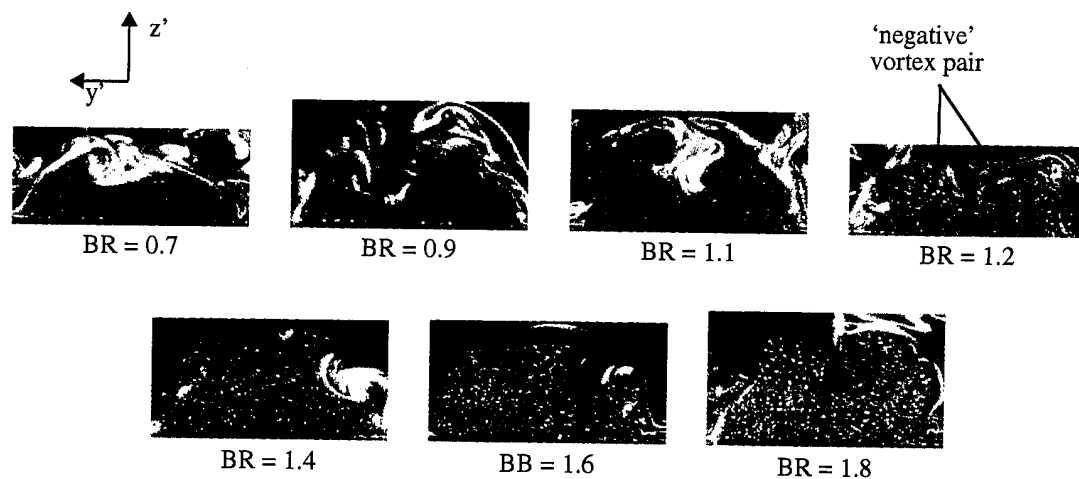 z’
y’
‘negative’
vortex pair
BR = 0.7
BR = 0.9
BR = 1.1
BR = 1.2
BR = 1.4
BB = 1.6
BR = 1.8